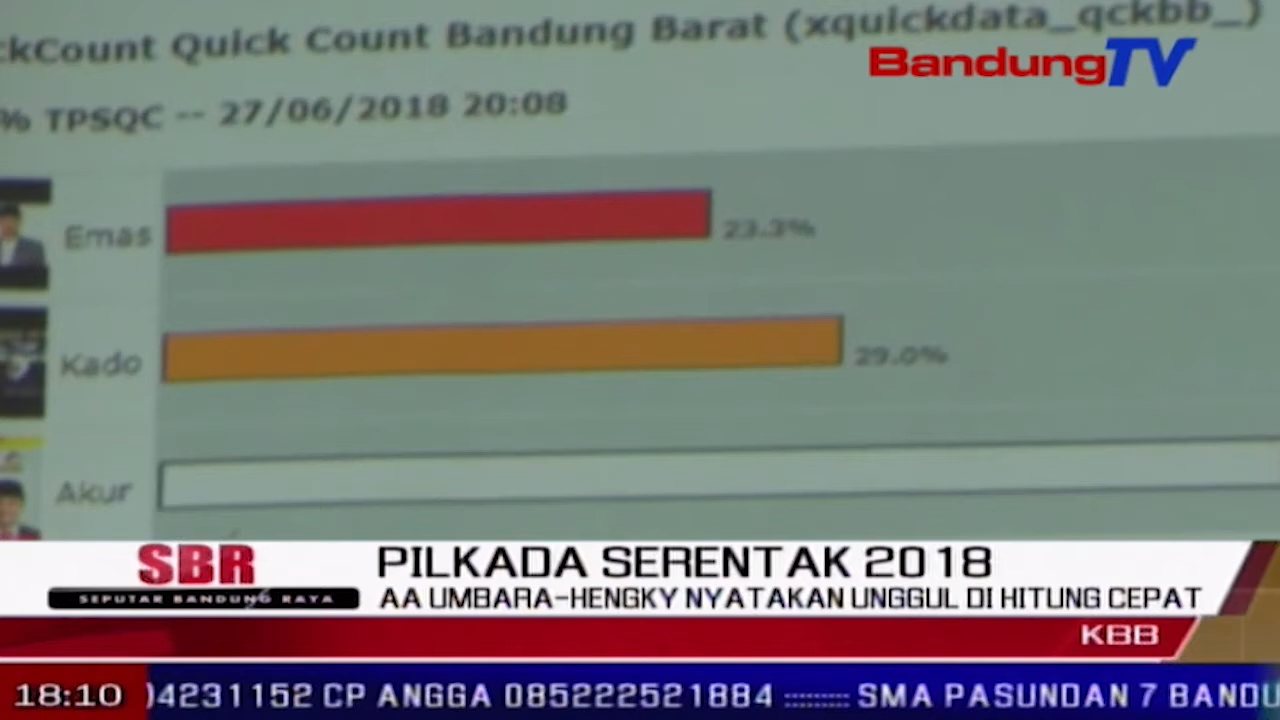 ckCount Quick Count Bandung Barat (xquickdata_qckbb_)
BandungTV
% TPSQC -- 27/06/2018 20:08
Emas 23.3%
Kado 29.0%
Akur
SBR
SEPUTAR BANDUNG RAYA
PILKADA SERENTAK 2018
AA UMBARA-HENGKY NYATAKAN UNGGUL DI HITUNG CEPAT
KBB
18:10 )4231152 CP ANGGA 085222521884 :::::::: SMA PASUNDAN 7 BANDU